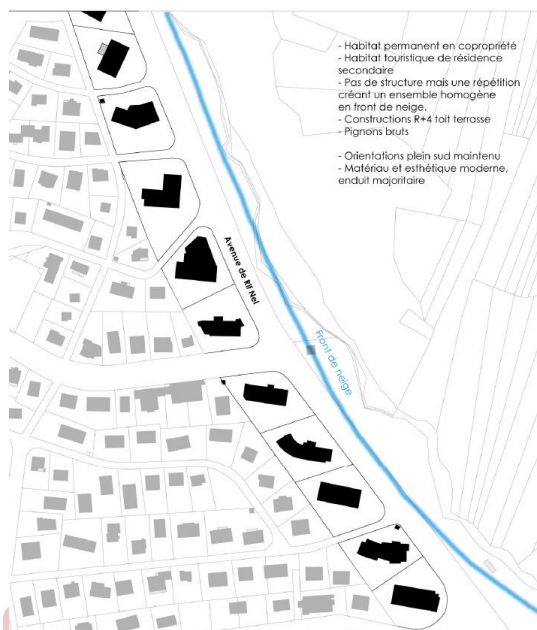 - Habitat permanent en copropriété
- Habitat touristique de résidence
secondaire
- Pas de structure mais une répétition
créant un ensemble homogène
en front de neige.
- Constructions R+4 toit terrasse
- Pignons bruts
- Orientations plein sud maintenu
- Matériau et esthétique moderne,
enduit majoritaire
Avenue de Rif Nel
Front de neige